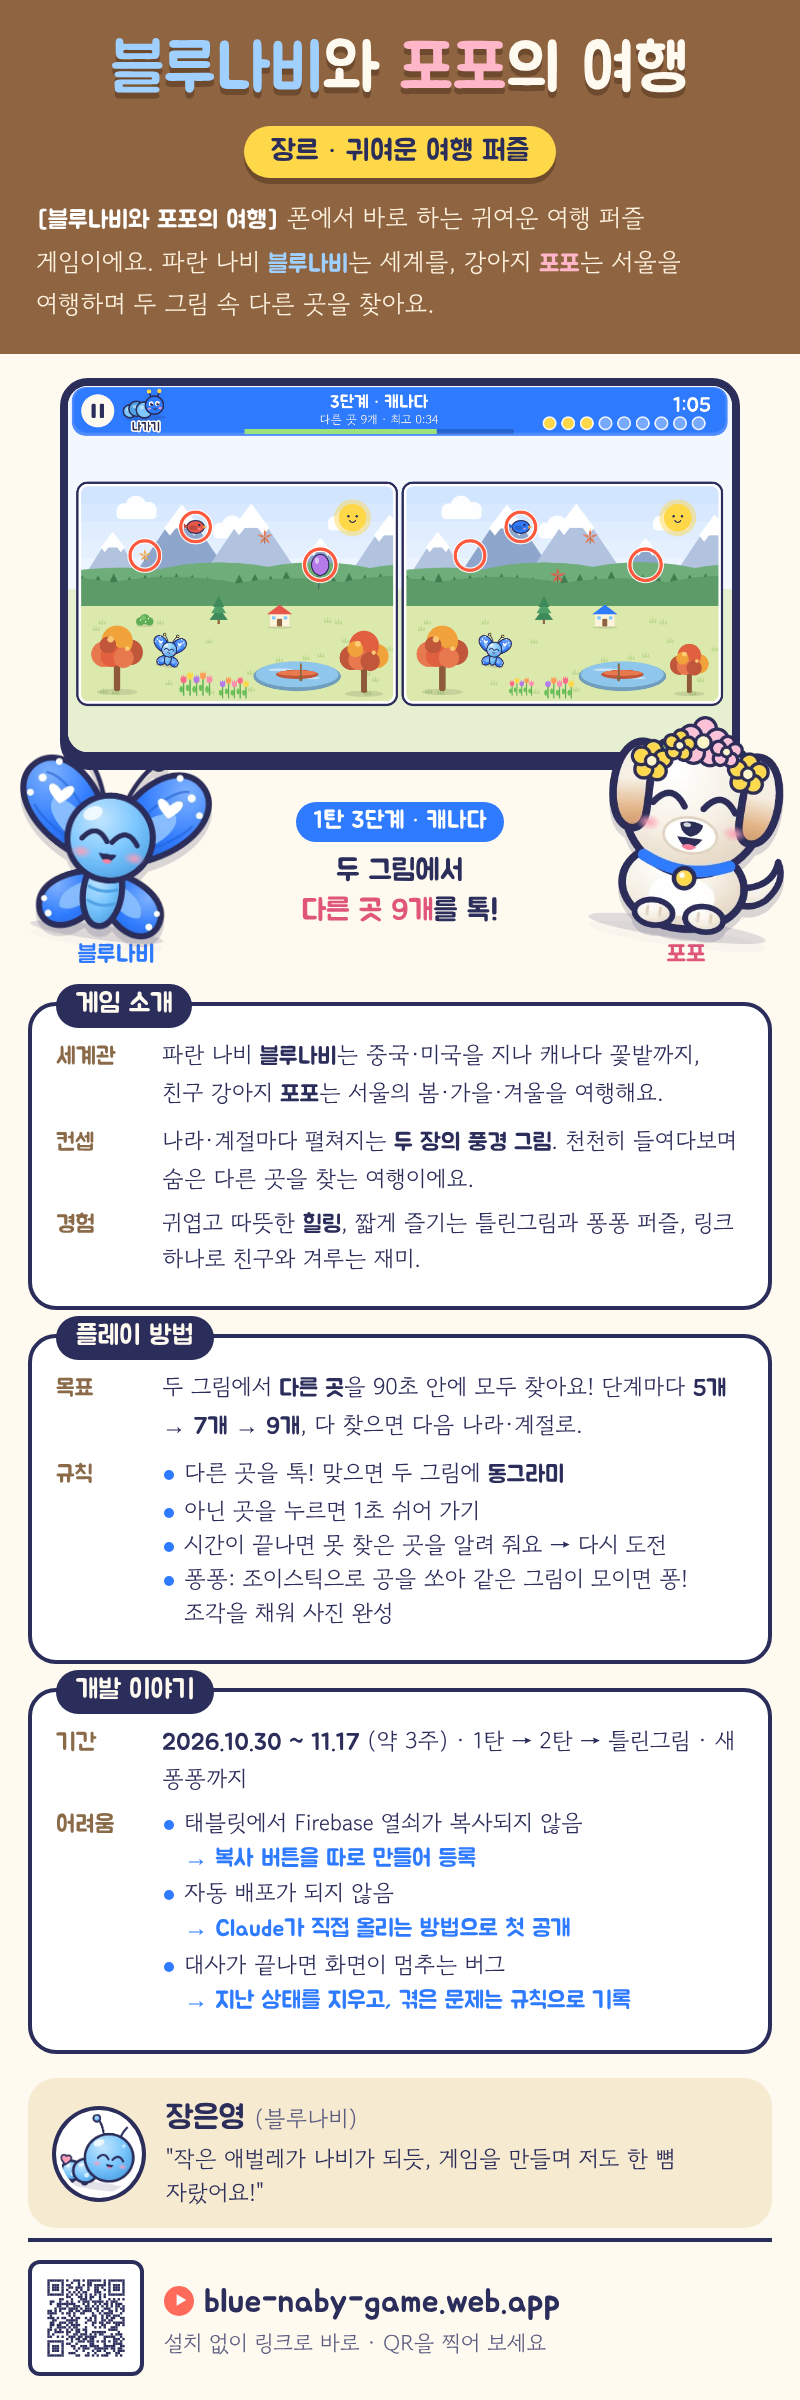 블루나비와 포포의 여행
장르 · 귀여운 여행 퍼즐
[블루나비와 포포의 여행] 폰에서 바로 하는 귀여운 여행 퍼즐
게임이에요. 파란 나비 블루나비는 세계를, 강아지 포포는 서울을
여행하며 두 그림 속 다른 곳을 찾아요.
나가기
3단계 · 캐나다
다른 곳 9개 · 최고 0:34
1:05
1탄 3단계 · 캐나다
두 그림에서
다른 곳 9개를 톡!
블루나비
포포
게임 소개
세계관
파란 나비 블루나비는 중국·미국을 지나 캐나다 꽃밭까지,
친구 강아지 포포는 서울의 봄·가을·겨울을 여행해요.
컨셉
나라·계절마다 펼쳐지는 두 장의 풍경 그림. 천천히 들여다보며
숨은 다른 곳을 찾는 여행이에요.
경험
귀엽고 따뜻한 힐링, 짧게 즐기는 틀린그림과 퐁퐁 퍼즐, 링크
하나로 친구와 겨루는 재미.
플레이 방법
목표
두 그림에서 다른 곳을 90초 안에 모두 찾아요! 단계마다 5개
→ 7개 → 9개, 다 찾으면 다음 나라·계절로.
규칙
● 다른 곳을 톡! 맞으면 두 그림에 동그라미
● 아닌 곳을 누르면 1초 쉬어 가기
● 시간이 끝나면 못 찾은 곳을 알려 줘요 → 다시 도전
● 퐁퐁: 조이스틱으로 공을 쏘아 같은 그림이 모이면 퐁!
조각을 채워 사진 완성
개발 이야기
기간
2026.10.30 ~ 11.17 (약 3주) · 1탄 → 2탄 → 틀린그림 · 새
퐁퐁까지
어려움
● 태블릿에서 Firebase 열쇠가 복사되지 않음
→ 복사 버튼을 따로 만들어 등록
● 자동 배포가 되지 않음
→ Claude가 직접 올리는 방법으로 첫 공개
● 대사가 끝나면 화면이 멈추는 버그
→ 지난 상태를 지우고, 겪은 문제는 규칙으로 기록
장은영 (블루나비)
"작은 애벌레가 나비가 되듯, 게임을 만들며 저도 한 뼘
자랐어요!"
blue-naby-game.web.app
설치 없이 링크로 바로 · QR을 찍어 보세요